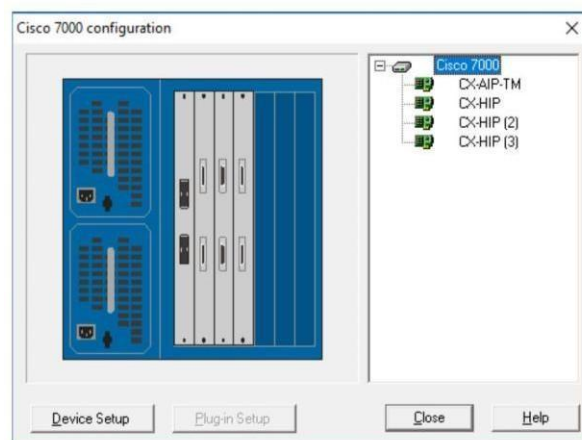 Cisco 7000 configuration
Cisco 7000
CX-AIP-TM
CX-HIP
CX-HIP (2)
CX-HIP (3)
Device Setup
Plug-in Setup
Close
Help